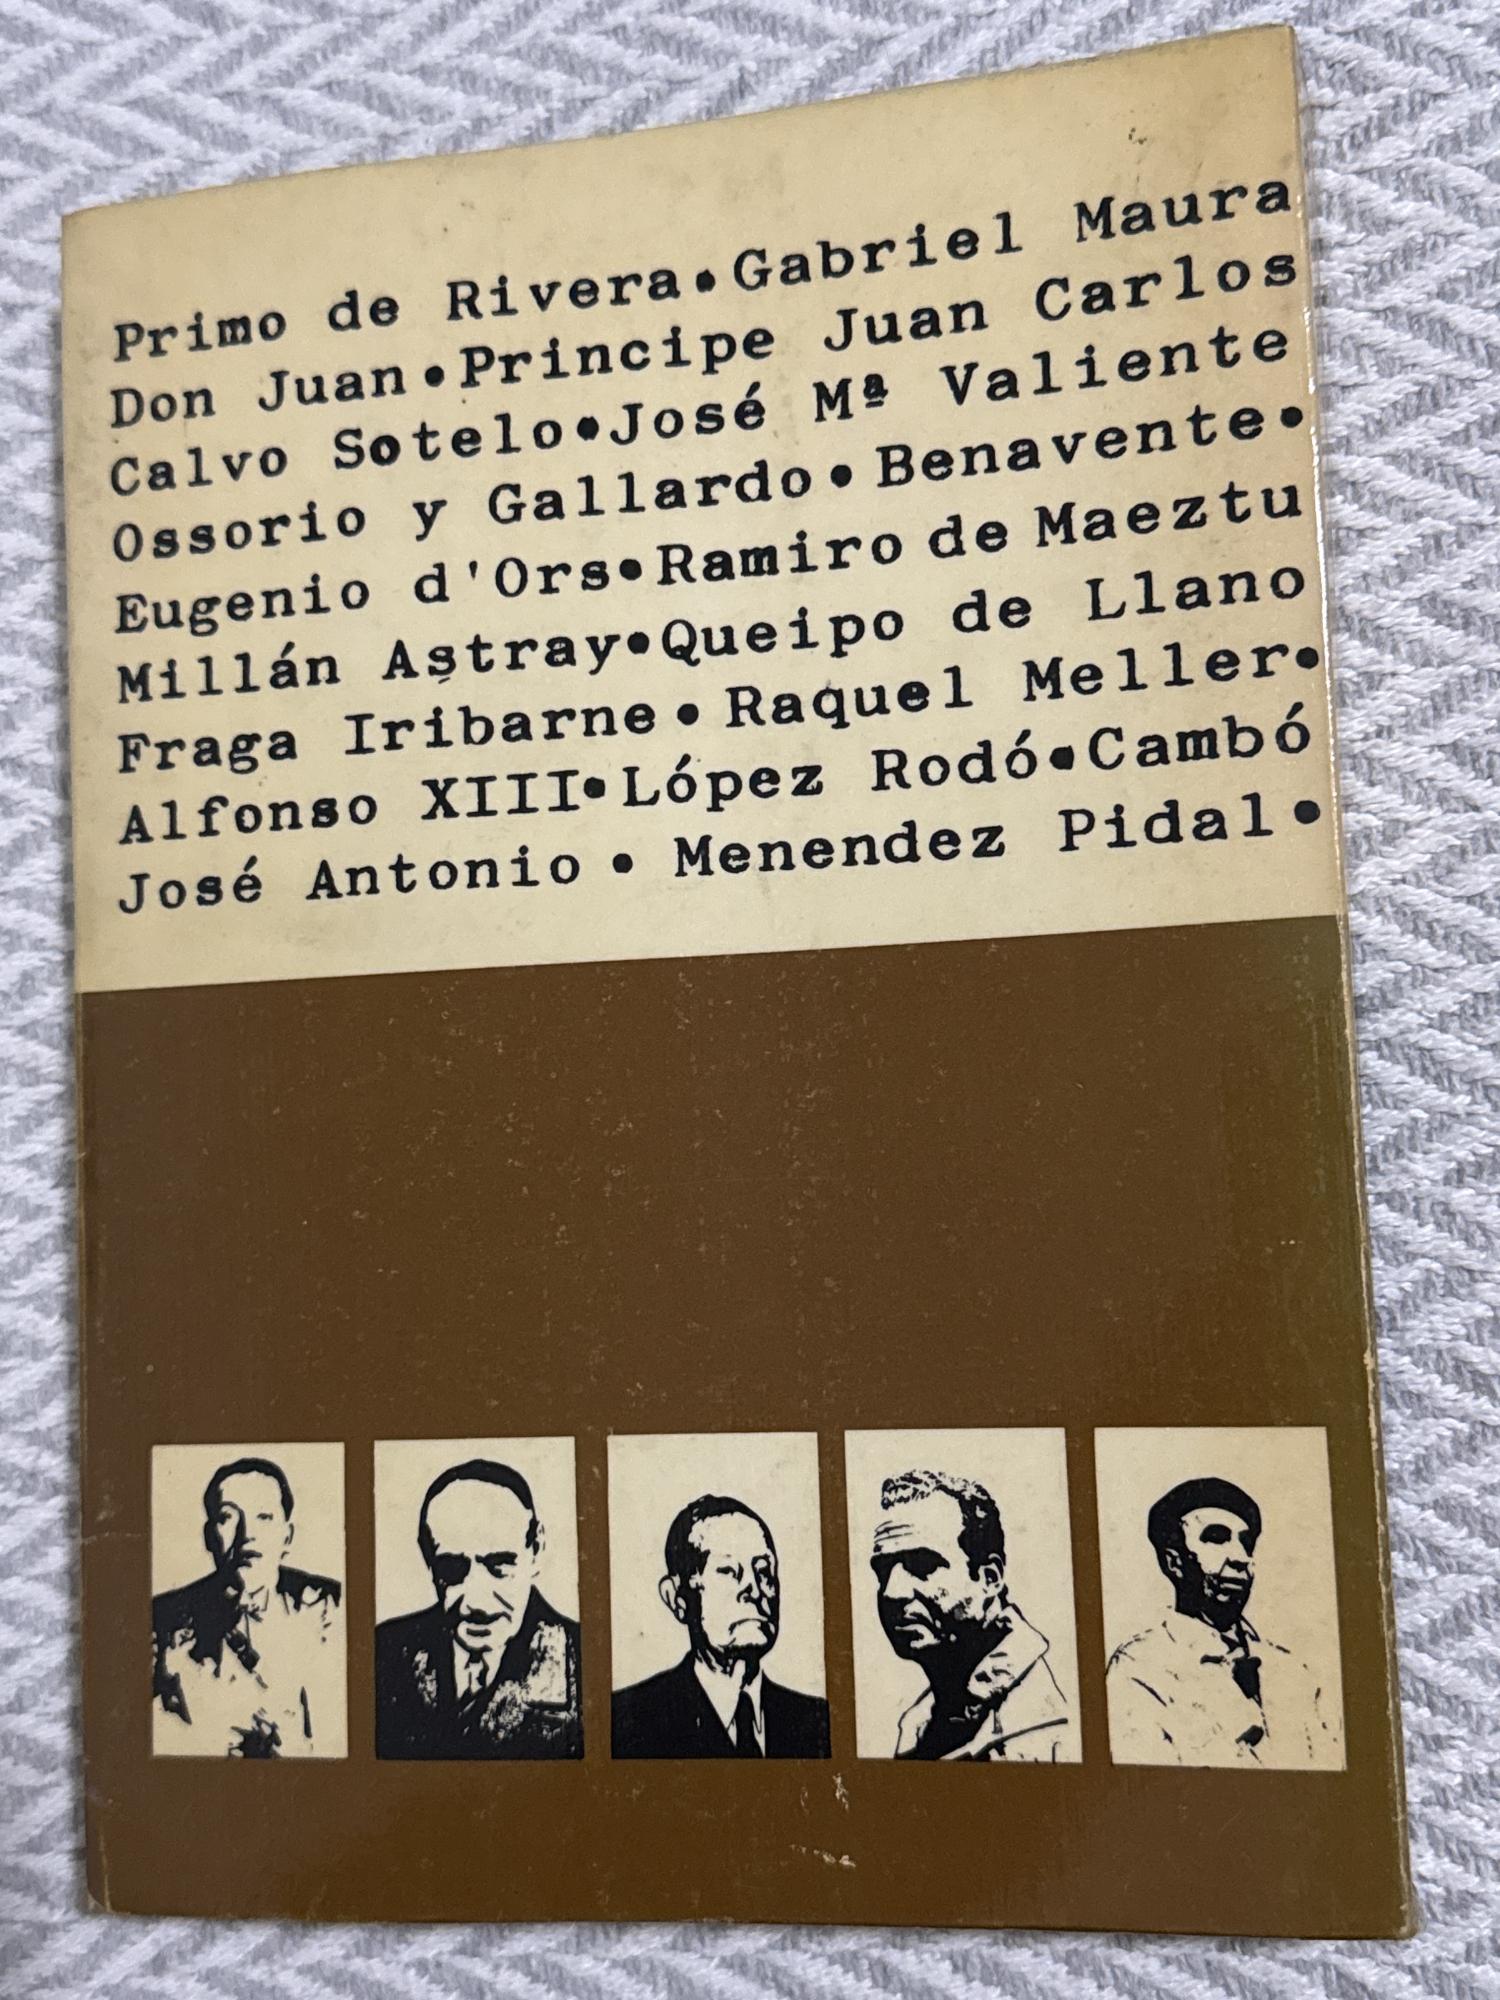 Primo de Rivera•Gabriel Maura
Don Juan•Principe Juan Carlos
Calvo Sotelo•José Mª Valiente
Ossorio y Gallardo•Benavente•
Eugenio d'Ors•Ramiro de Maeztu
Millán Astray•Queipo de Llano
Fraga Iribarne•Raquel Meller•
Alfonso XIII•López Rodó•Cambó
José Antonio • Menendez Pidal•